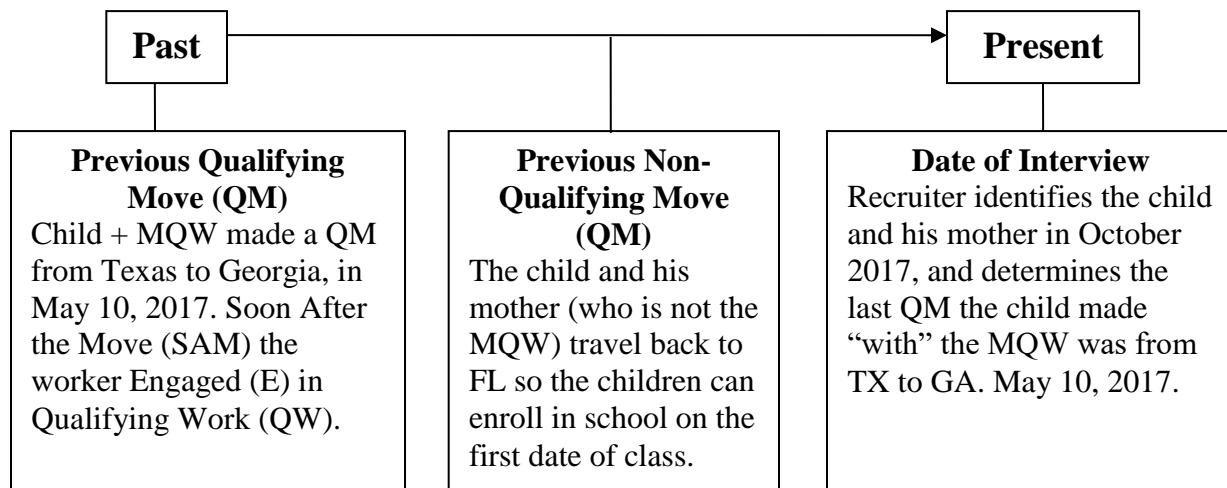 Past
Present
Previous Qualifying
Move (QM)
Child + MQW made a QM
from Texas to Georgia, in
May 10, 2017. Soon After
the Move (SAM) the
worker Engaged (E) in
Qualifying Work (QW).
Previous Non-
Qualifying Move
(QM)
The child and his
mother (who is not the
MQW) travel back to
FL so the children can
enroll in school on the
first date of class.
Date of Interview
Recruiter identifies the child
and his mother in October
2017, and determines the
last QM the child made
“with” the MQW was from
TX to GA. May 10, 2017.